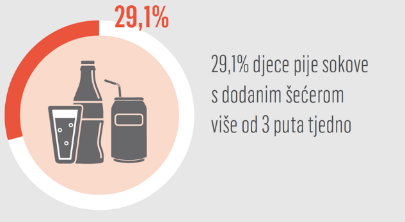 29,1%
29,1% djece pije sokove
s dodanim šećerom
više od 3 puta tjedno